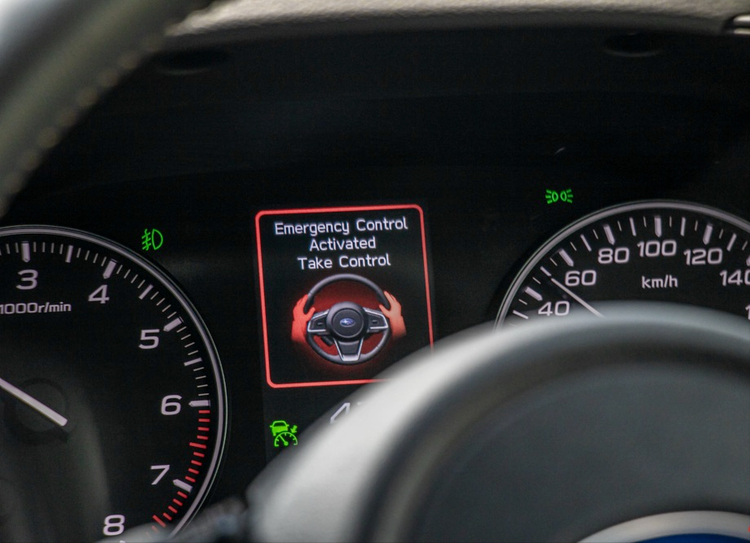 Emergency Control
Activated
Take Control
3
4
5
6
7
8
1000r/min
40
60
80
100
120
140
km/h